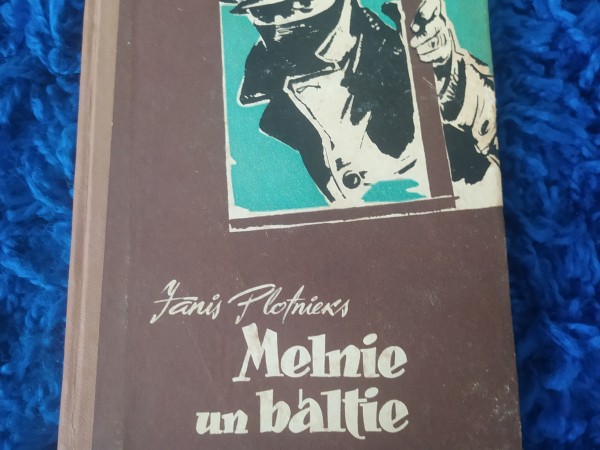 Jānis Plotnieks
Melnie
un baltie